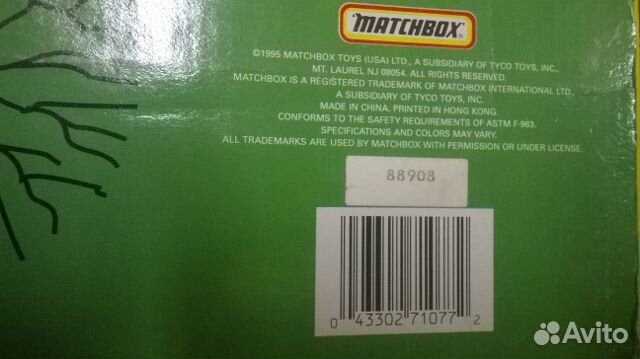 MATCHBOX
©1995 MATCHBOX TOYS (USA) LTD., A SUBSIDIARY OF TYCO TOYS, INC.,
MT. LAUREL NJ 08054. ALL RIGHTS RESERVED.
MATCHBOX IS A REGISTERED TRADEMARK OF MATCHBOX INTERNATIONAL LTD.,
A SUBSIDIARY OF TYCO TOYS, INC.
MADE IN CHINA. PRINTED IN HONG KONG.
CONFORMS TO THE SAFETY REQUIREMENTS OF ASTM F-963.
SPECIFICATIONS AND COLORS MAY VARY.
ALL TRADEMARKS ARE USED BY MATCHBOX WITH PERMISSION OR UNDER LICENSE.
88908
0 43302 71077 2
Avito